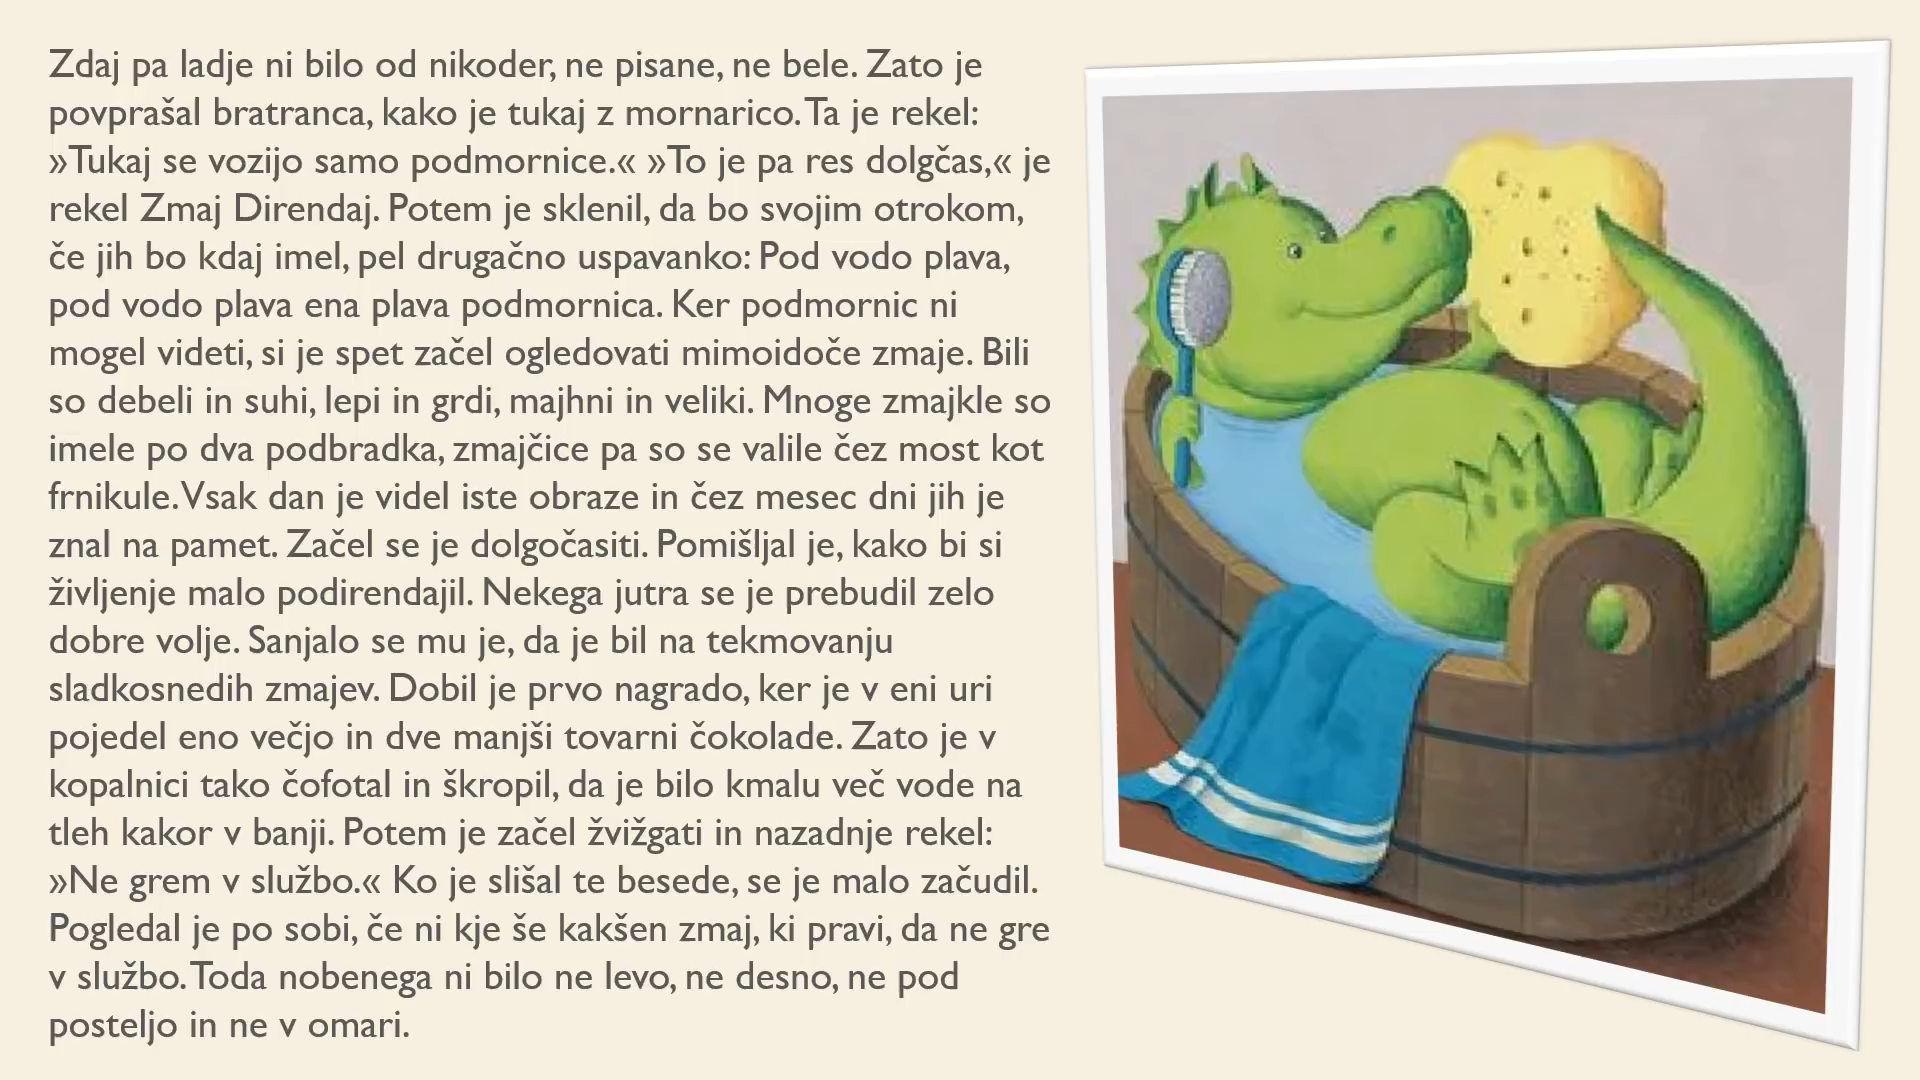 Zdaj pa ladje ni bilo od nikoder, ne pisane, ne bele. Zato je
povprašal bratranca, kako je tukaj z mornarico. Ta je rekel:
»Tukaj se vozijo samo podmornice.« »To je pa res dolgčas,« je
rekel Zmaj Direndaj. Potem je sklenil, da bo svojim otrokom,
če jih bo kdaj imel, pel drugačno uspavanko: Pod vodo plava,
pod vodo plava ena plava podmornica. Ker podmornic ni
mogel videti, si je spet začel ogledovati mimoidoče zmaje. Bili
so debeli in suhi, lepi in grdi, majhni in veliki. Mnoge zmajkle so
imele po dva podbradka, zmajčice pa so se valile čez most kot
frnikule. Vsak dan je videl iste obraze in čez mesec dni jih je
znal na pamet. Začel se je dolgočasiti. Pomišljal je, kako bi si
življenje malo podirendajil. Nekega jutra se je prebudil zelo
dobre volje. Sanjalo se mu je, da je bil na tekmovanju
sladkosnedih zmajev. Dobil je prvo nagrado, ker je v eni uri
pojedel eno večjo in dve manjši tovarni čokolade. Zato je v
kopalnici tako čofotal in škropil, da je bilo kmalu več vode na
tleh kakor v banji. Potem je začel žvižgati in nazadnje rekel:
»Ne grem v službo.« Ko je slišal te besede, se je malo začudil.
Pogledal je po sobi, če ni kje še kakšen zmaj, ki pravi, da ne gre
v službo. Toda nobenega ni bilo ne levo, ne desno, ne pod
posteljo in ne v omari.